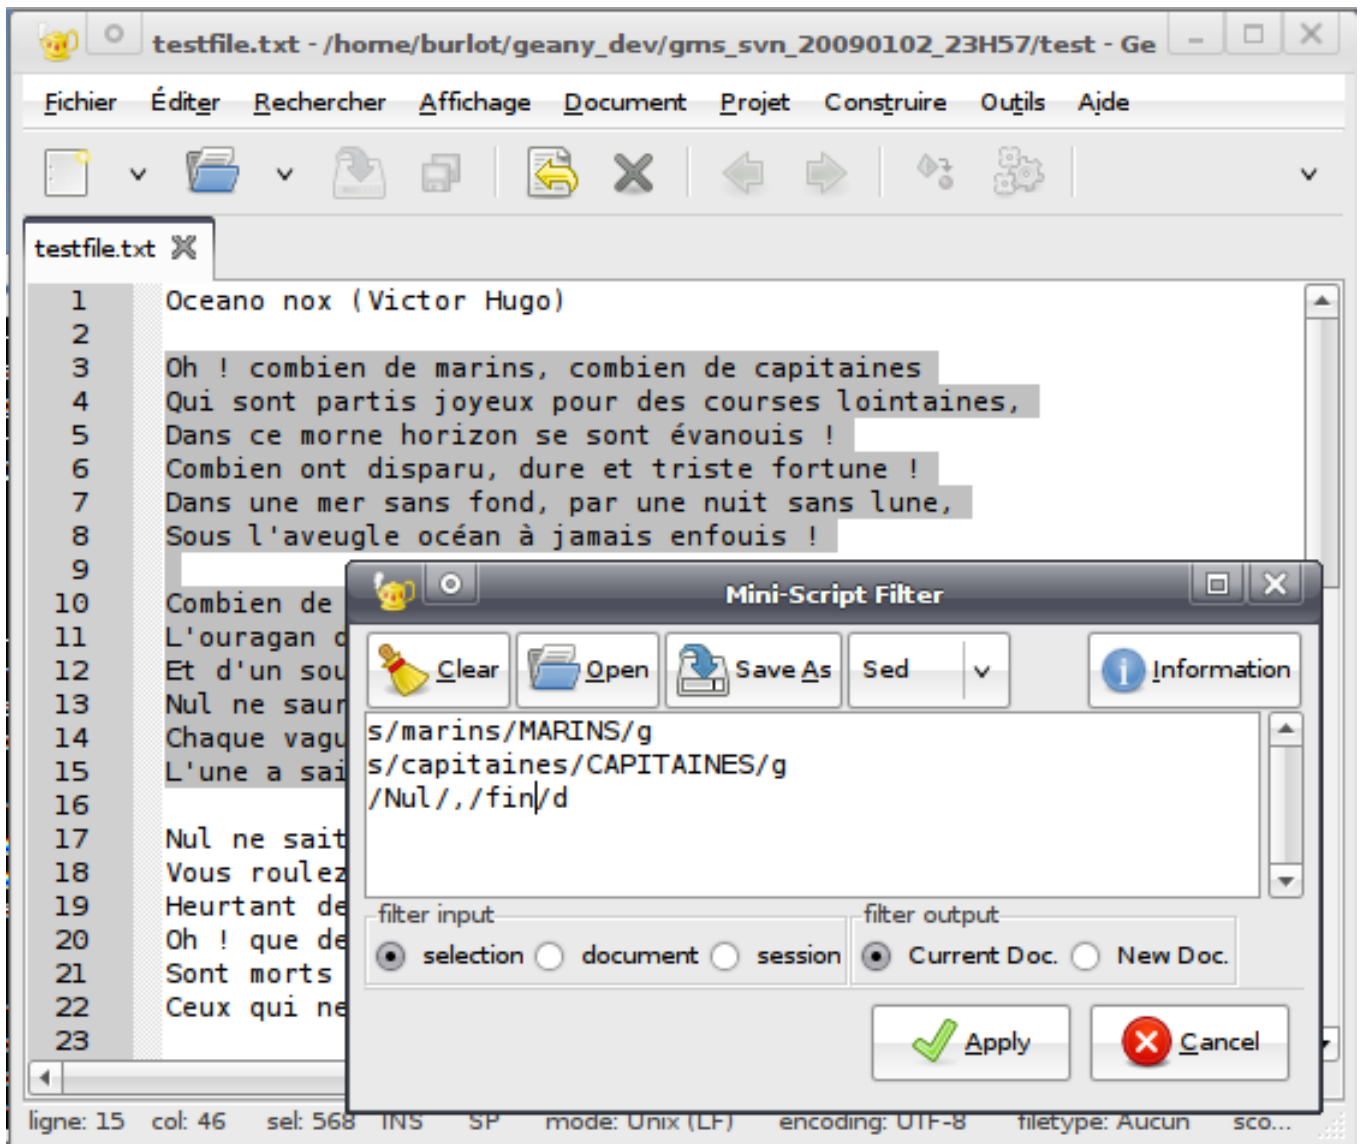 testfile.txt - /home/burlot/geany_dev/gms_svn_20090102_23H57/test - Ge
Fichier Éditer Rechercher Affichage Document Projet Construire Outils Aide
testfile.txt
1 Oceano nox (Victor Hugo)
2
3 Oh ! combien de marins, combien de capitaines
4 Qui sont partis joyeux pour des courses lointaines,
5 Dans ce morne horizon se sont évanouis !
6 Combien ont disparu, dure et triste fortune !
7 Dans une mer sans fond, par une nuit sans lune,
8 Sous l'aveugle océan à jamais enfouis !
9
10 Combien de
11 L'ouragan d
12 Et d'un sou
13 Nul ne saur
14 Chaque vagu
15 L'une a sai
16
17 Nul ne sait
18 Vous roulez
19 Heurtant de
20 Oh ! que de
21 Sont morts
22 Ceux qui ne
23
Mini-Script Filter
Clear Open Save As Sed Information
s/marins/MARINS/g
s/capitaines/CAPITAINES/g
/Nul/,/fin/d
filter input filter output
selection document session Current Doc. New Doc.
Apply Cancel
ligne: 15 col: 46 sel: 568 INS SP mode: Unix (LF) encoding: UTF-8 filetype: Aucun sco...